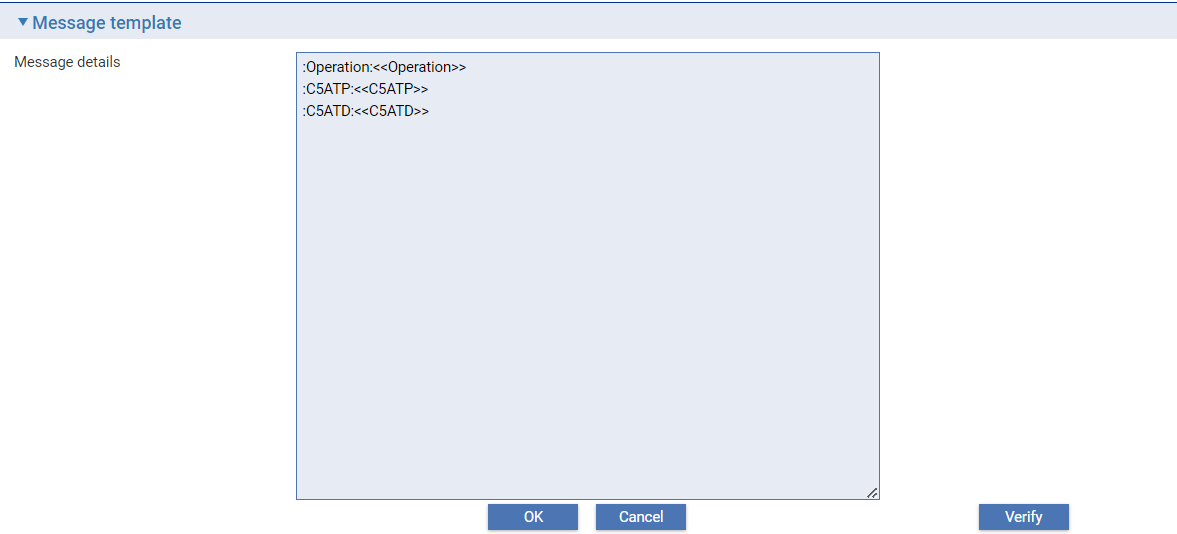 Message template
Message details
:Operation:<<Operation>>
:C5ATP:<<C5ATP>>
:C5ATD:<<C5ATD>>
OK Cancel Verify